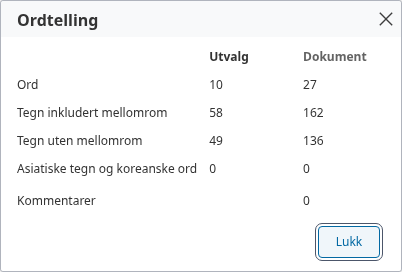 Ordtelling
Utvalg Dokument
Ord 10 27
Tegn inkludert mellomrom 58 162
Tegn uten mellomrom 49 136
Asiatiske tegn og koreanske ord 0 0
Kommentarer 0
Lukk